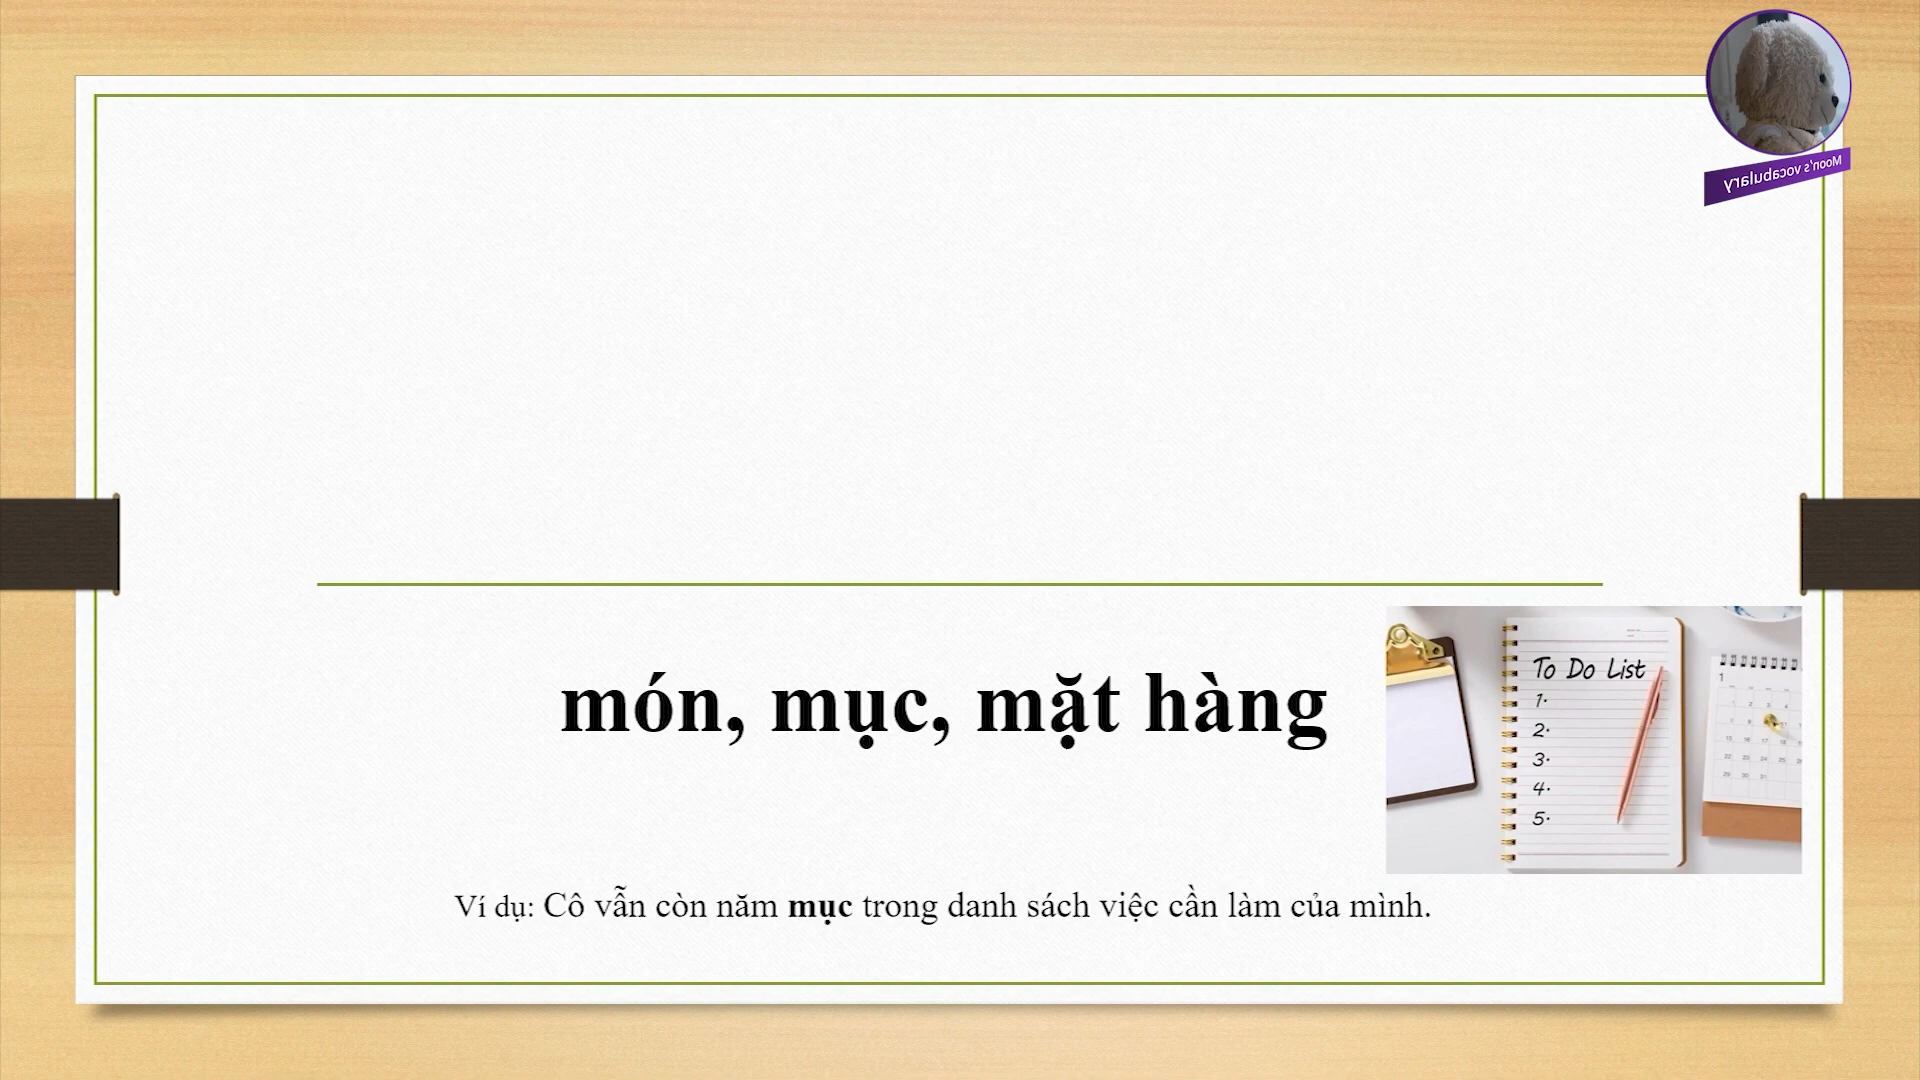 Moon's vocabulary
món, mục, mặt hàng
To Do List
1.
2.
3.
4.
5.
1
Ví dụ: Cô vẫn còn năm mục trong danh sách việc cần làm của mình.